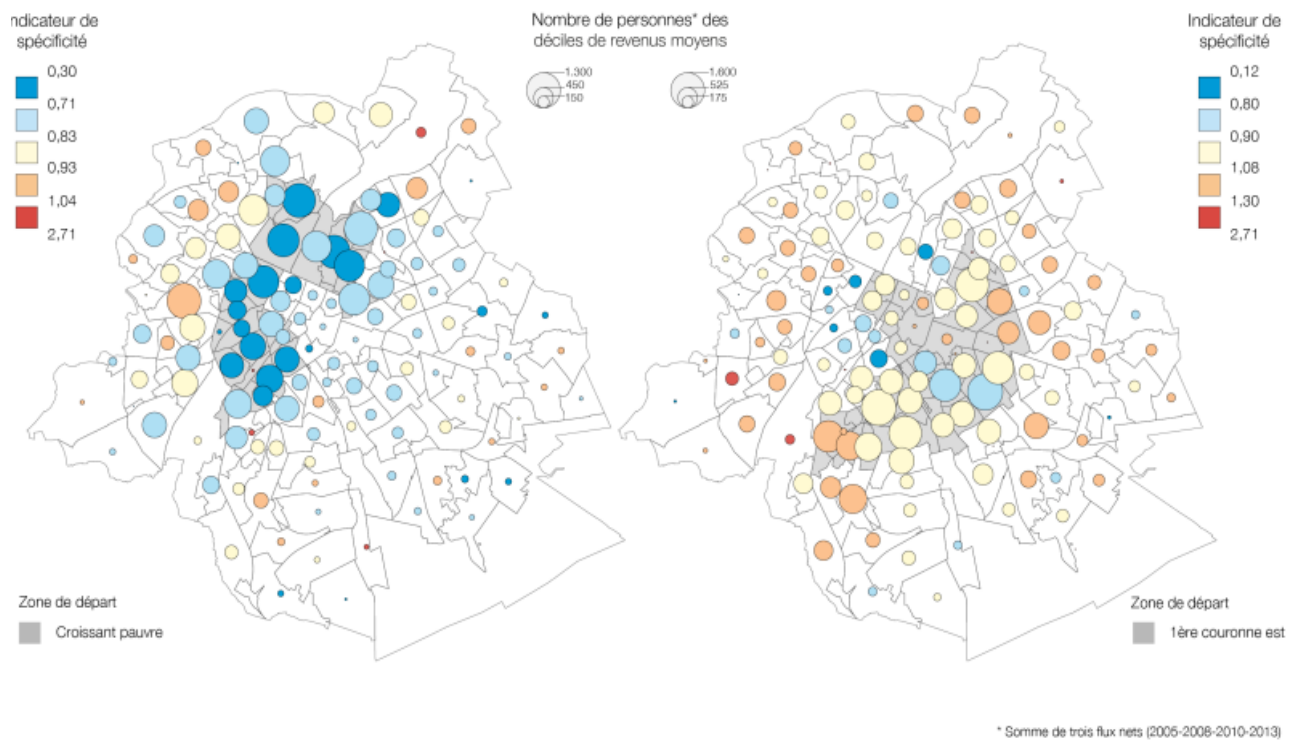 ndicateur de
spécificité
0,30
0,71
0,83
0,93
1,04
2,71
Nombre de personnes* des
déciles de revenus moyens
1.300
450
150
1.600
525
175
Indicateur de
spécificité
0,12
0,80
0,90
1,08
1,30
2,71
Zone de départ
Croissant pauvre
Zone de départ
1ère couronne est
* Somme de trois flux nets (2005-2008-2010-2013)